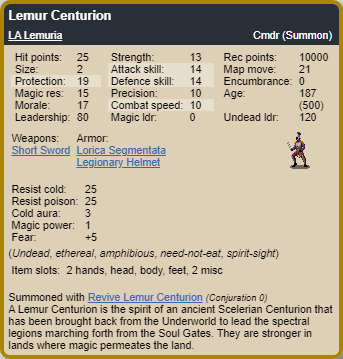 Lemur Centurion
LA Lemuria Cmdr (Summon)
Hit points: 25 Strength: 13 Rec points: 10000
Size: 2 Attack skill: 14 Map move: 21
Protection: 19 Defence skill: 14 Encumbrance: 0
Magic res: 15 Precision: 10 Age: 187
Morale: 17 Combat speed: 10 (500)
Leadership: 80 Magic ldr: 0 Undead ldr: 120
Weapons: Armor:
Short Sword Lorica Segmentata
Legionary Helmet
Resist cold: 25
Resist poison: 25
Cold aura: 3
Magic power: 1
Fear: +5
(Undead, ethereal, amphibious, need-not-eat, spirit-sight)
Item slots: 2 hands, head, body, feet, 2 misc
Summoned with Revive Lemur Centurion (Conjuration 0)
A Lemur Centurion is the spirit of an ancient Scelerian Centurion that
has been brought back from the Underworld to lead the spectral
legions marching forth from the Soul Gates. They are stronger in
lands where magic permeates the land.